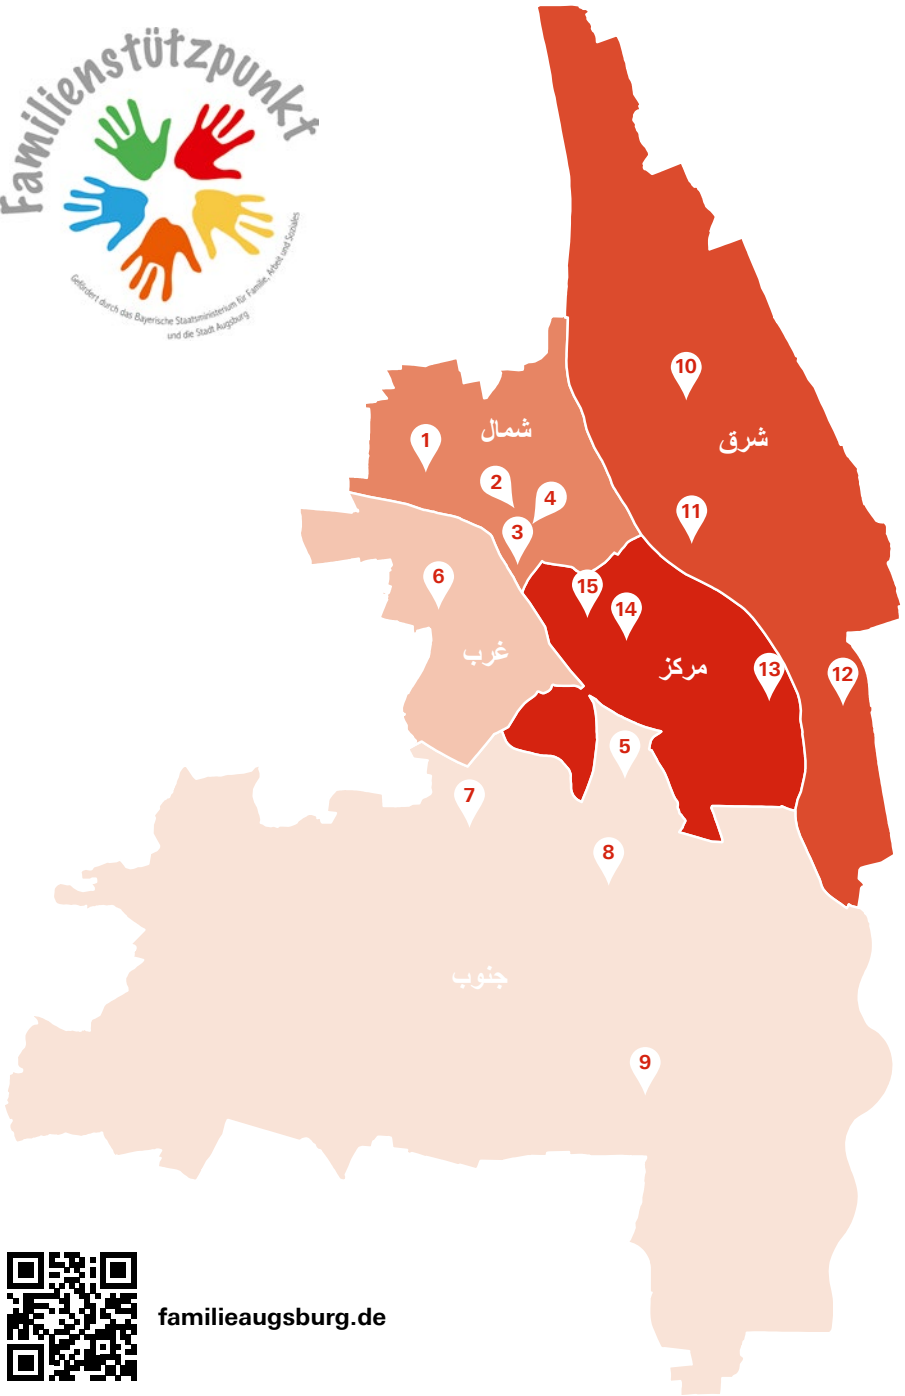 Familienstützpunkt
Gefördert durch das Bayerische Staatsministerium für Familie, Arbeit und Soziales
und die Stadt Augsburg
10
شمال
شرق
1
2
4
11
3
6
15
14
غرب
مركز
13
12
5
7
8
جنوب
9
familieaugsburg.de